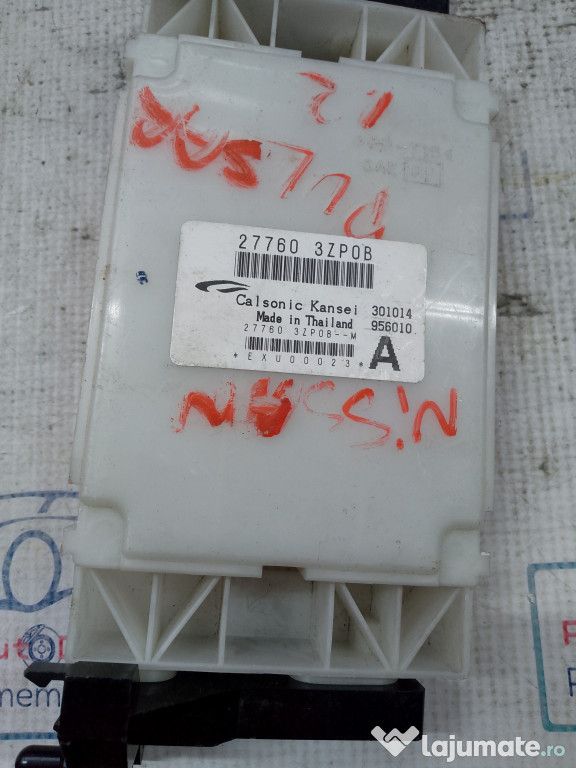 12
PULSAR
27760 3ZP0B
Calsonic Kansei 301014
Made in Thailand 956010
27760 3ZP0B--M
*EXU00023* A
NISSAN
lajumate.ro